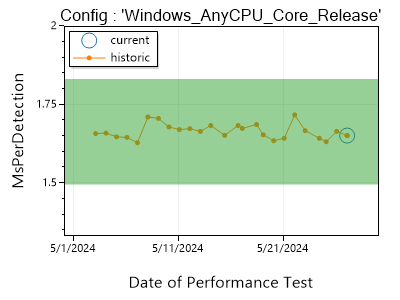 Config : 'Windows_AnyCPU_Core_Release'
2
current
historic
1.75
MsPerDetection
1.5
5/1/2024
5/11/2024
5/21/2024
Date of Performance Test